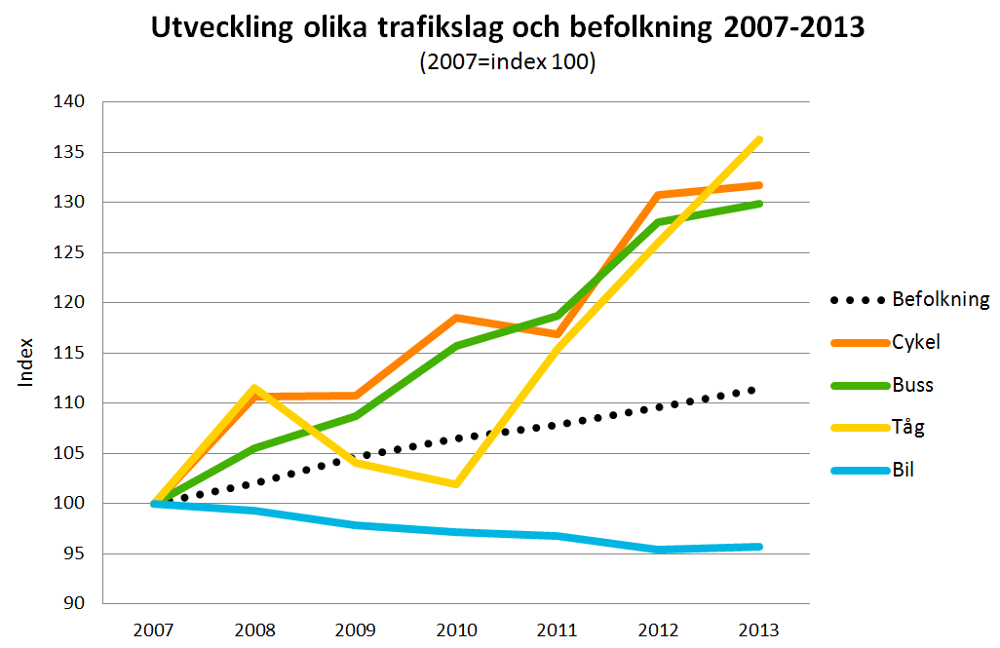 Utveckling olika trafikslag och befolkning 2007-2013
(2007=index 100)
140
135
130
125
120
115
110
105
100
95
90
Index
2007 2008 2009 2010 2011 2012 2013
Befolkning
Cykel
Buss
Tåg
Bil